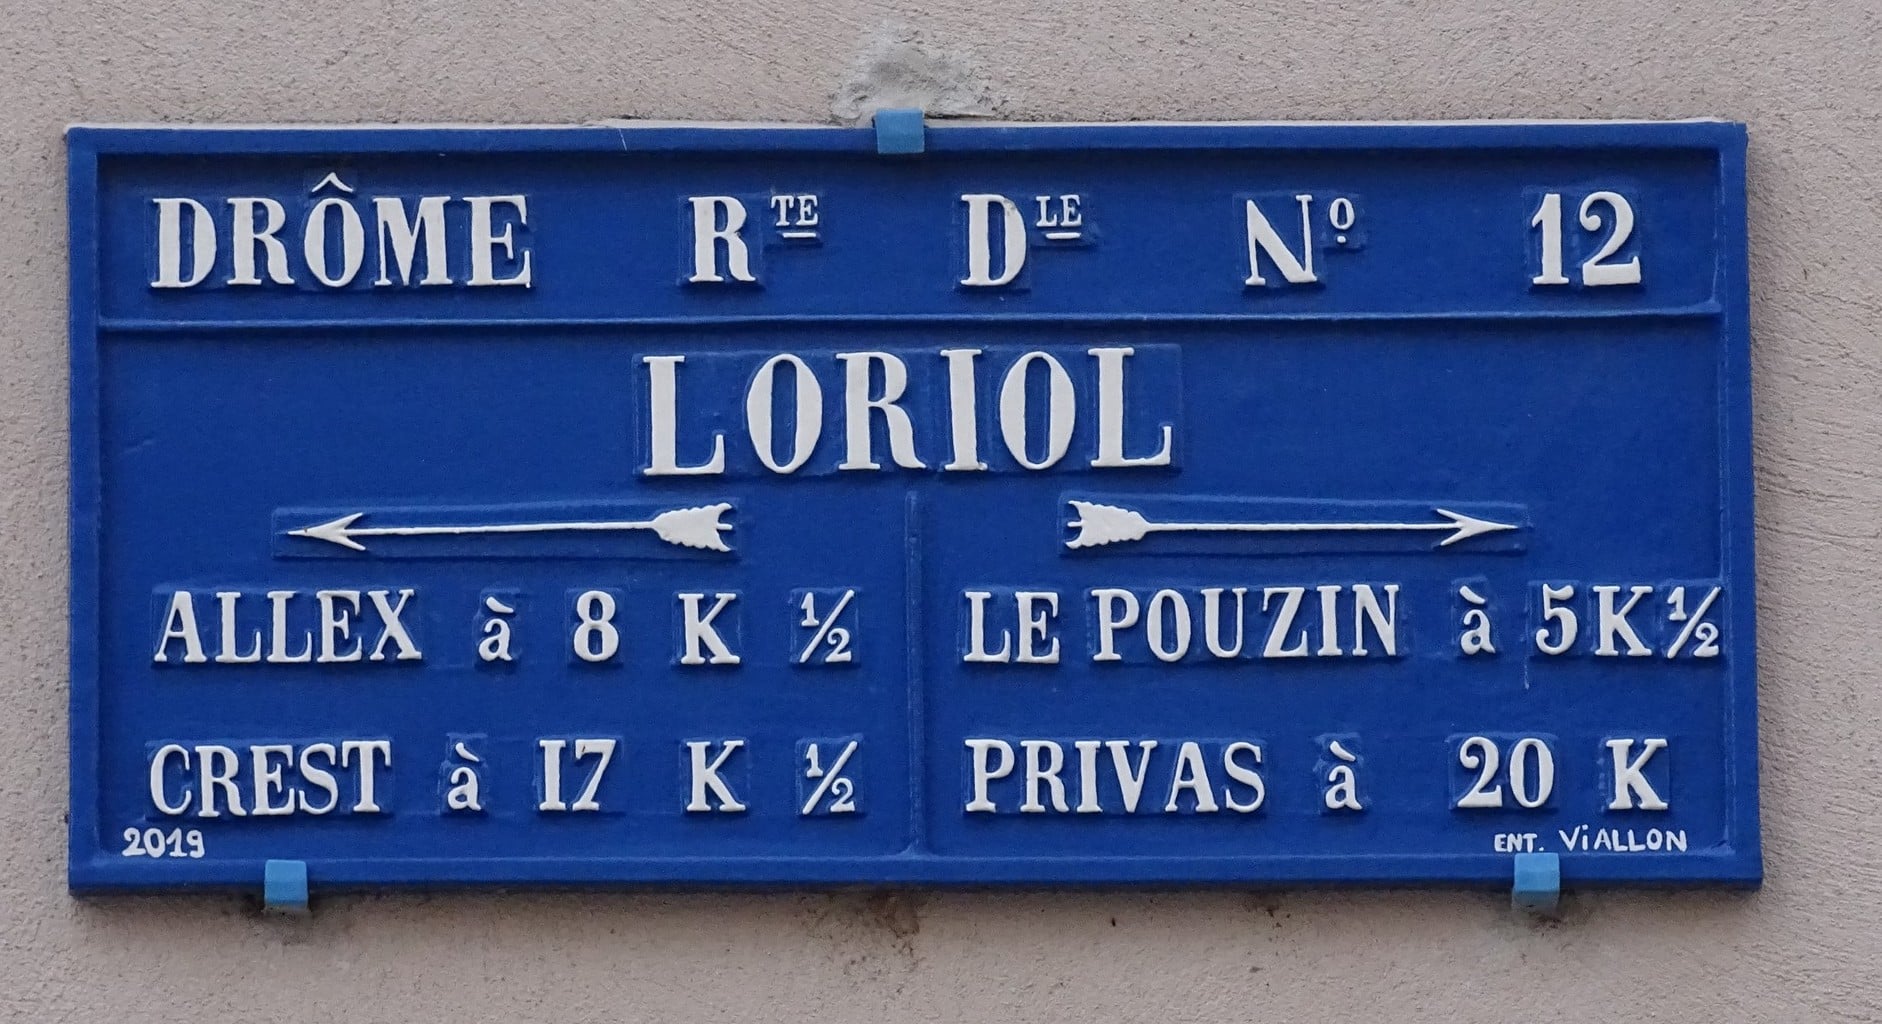 DRÔME RTE DLE No 12
LORIOL
ALLEX à 8 K ½
CREST à 17 K ½
LE POUZIN à 5K½
PRIVAS à 20 K
2019
ENT. ViALLON